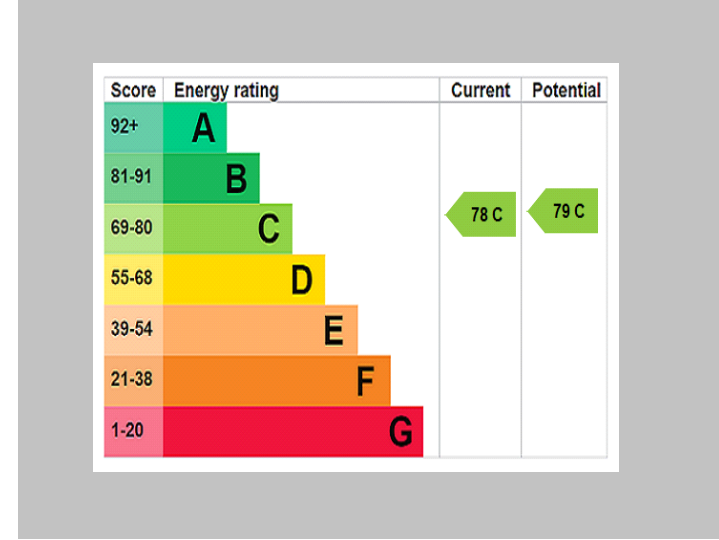 Score Energy rating Current Potential
92+ A
81-91 B
69-80 C 78 C 79 C
55-68 D
39-54 E
21-38 F
1-20 G